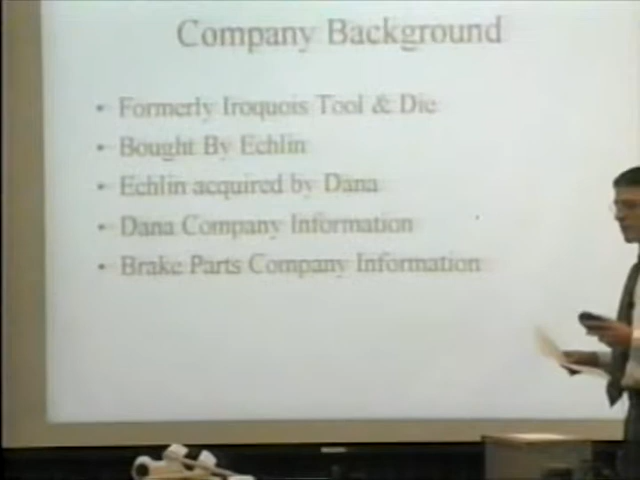 Company Background
• Formerly Iroquois Tool & Die
• Bought By Echlin
• Echlin acquired by Dana
• Dana Company Information
• Brake Parts Company Information